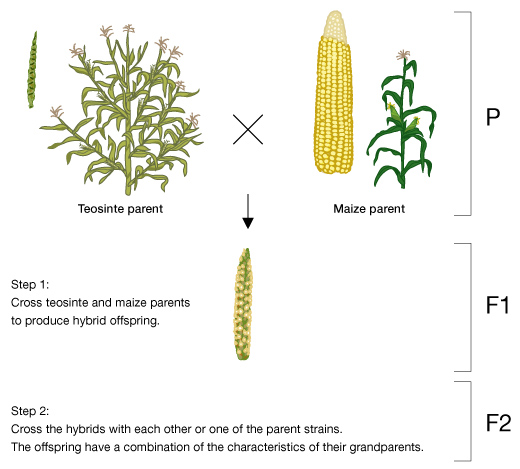 Teosinte parent
Maize parent
P
Step 1:
Cross teosinte and maize parents
to produce hybrid offspring.
F1
Step 2:
Cross the hybrids with each other or one of the parent strains.
The offspring have a combination of the characteristics of their grandparents.
F2